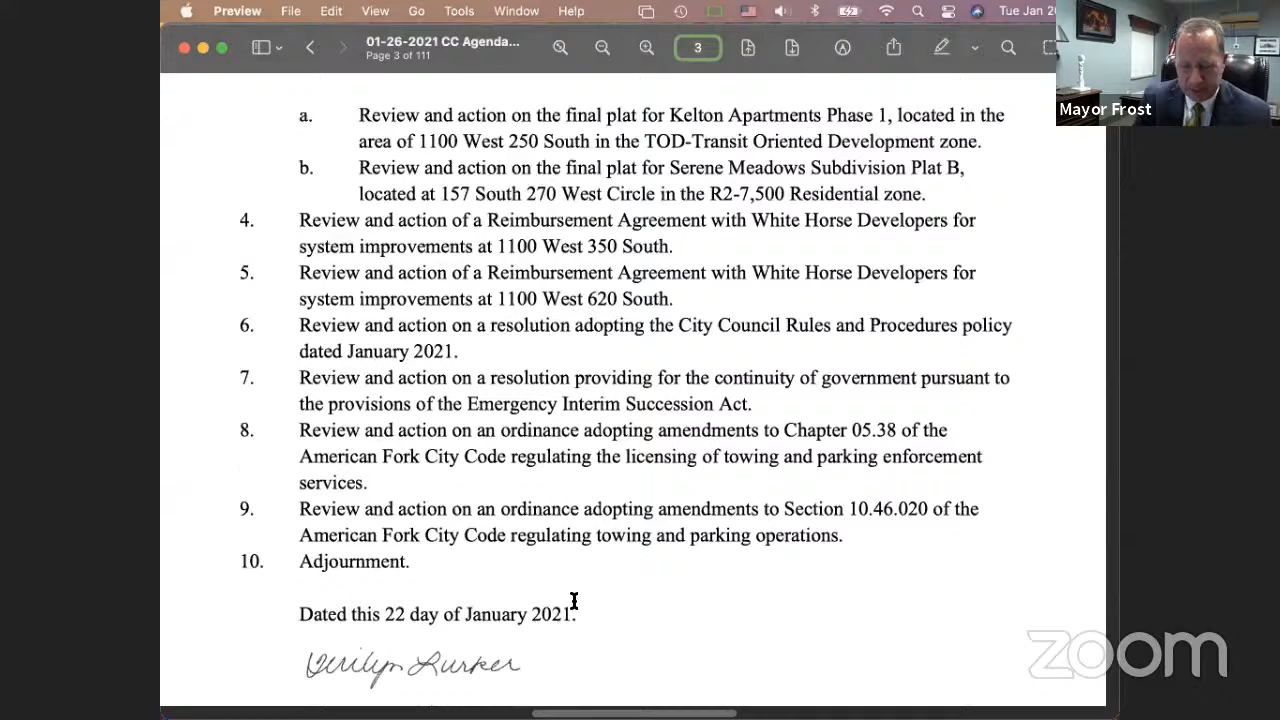 Preview File Edit View Go Tools Window Help Tue Jan 20
01-26-2021 CC Agenda...
Page 3 of 111
3
Mayor Frost
a. Review and action on the final plat for Kelton Apartments Phase 1, located in the
area of 1100 West 250 South in the TOD-Transit Oriented Development zone.
b. Review and action on the final plat for Serene Meadows Subdivision Plat B,
located at 157 South 270 West Circle in the R2-7,500 Residential zone.
4. Review and action of a Reimbursement Agreement with White Horse Developers for
system improvements at 1100 West 350 South.
5. Review and action of a Reimbursement Agreement with White Horse Developers for
system improvements at 1100 West 620 South.
6. Review and action on a resolution adopting the City Council Rules and Procedures policy
dated January 2021.
7. Review and action on a resolution providing for the continuity of government pursuant to
the provisions of the Emergency Interim Succession Act.
8. Review and action on an ordinance adopting amendments to Chapter 05.38 of the
American Fork City Code regulating the licensing of towing and parking enforcement
services.
9. Review and action on an ordinance adopting amendments to Section 10.46.020 of the
American Fork City Code regulating towing and parking operations.
10. Adjournment.
Dated this 22 day of January 2021.
Lurker
zoom